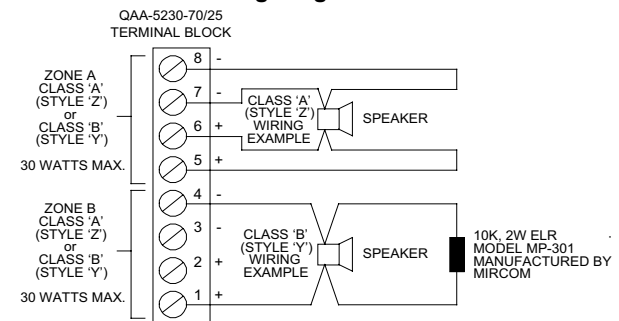 QAA-5230-70/25
TERMINAL BLOCK
8 -
7 -
6 +
5 +
4 -
3 -
2 +
1 +
ZONE A
CLASS 'A'
(STYLE 'Z')
or
CLASS 'B'
(STYLE 'Y')
30 WATTS MAX.
CLASS 'A'
(STYLE 'Z')
WIRING
EXAMPLE
SPEAKER
ZONE B
CLASS 'A'
(STYLE 'Z')
or
CLASS 'B'
(STYLE 'Y')
30 WATTS MAX.
CLASS 'B'
(STYLE 'Y')
WIRING
EXAMPLE
SPEAKER
10K, 2W ELR
MODEL MP-301
MANUFACTURED BY
MIRCOM